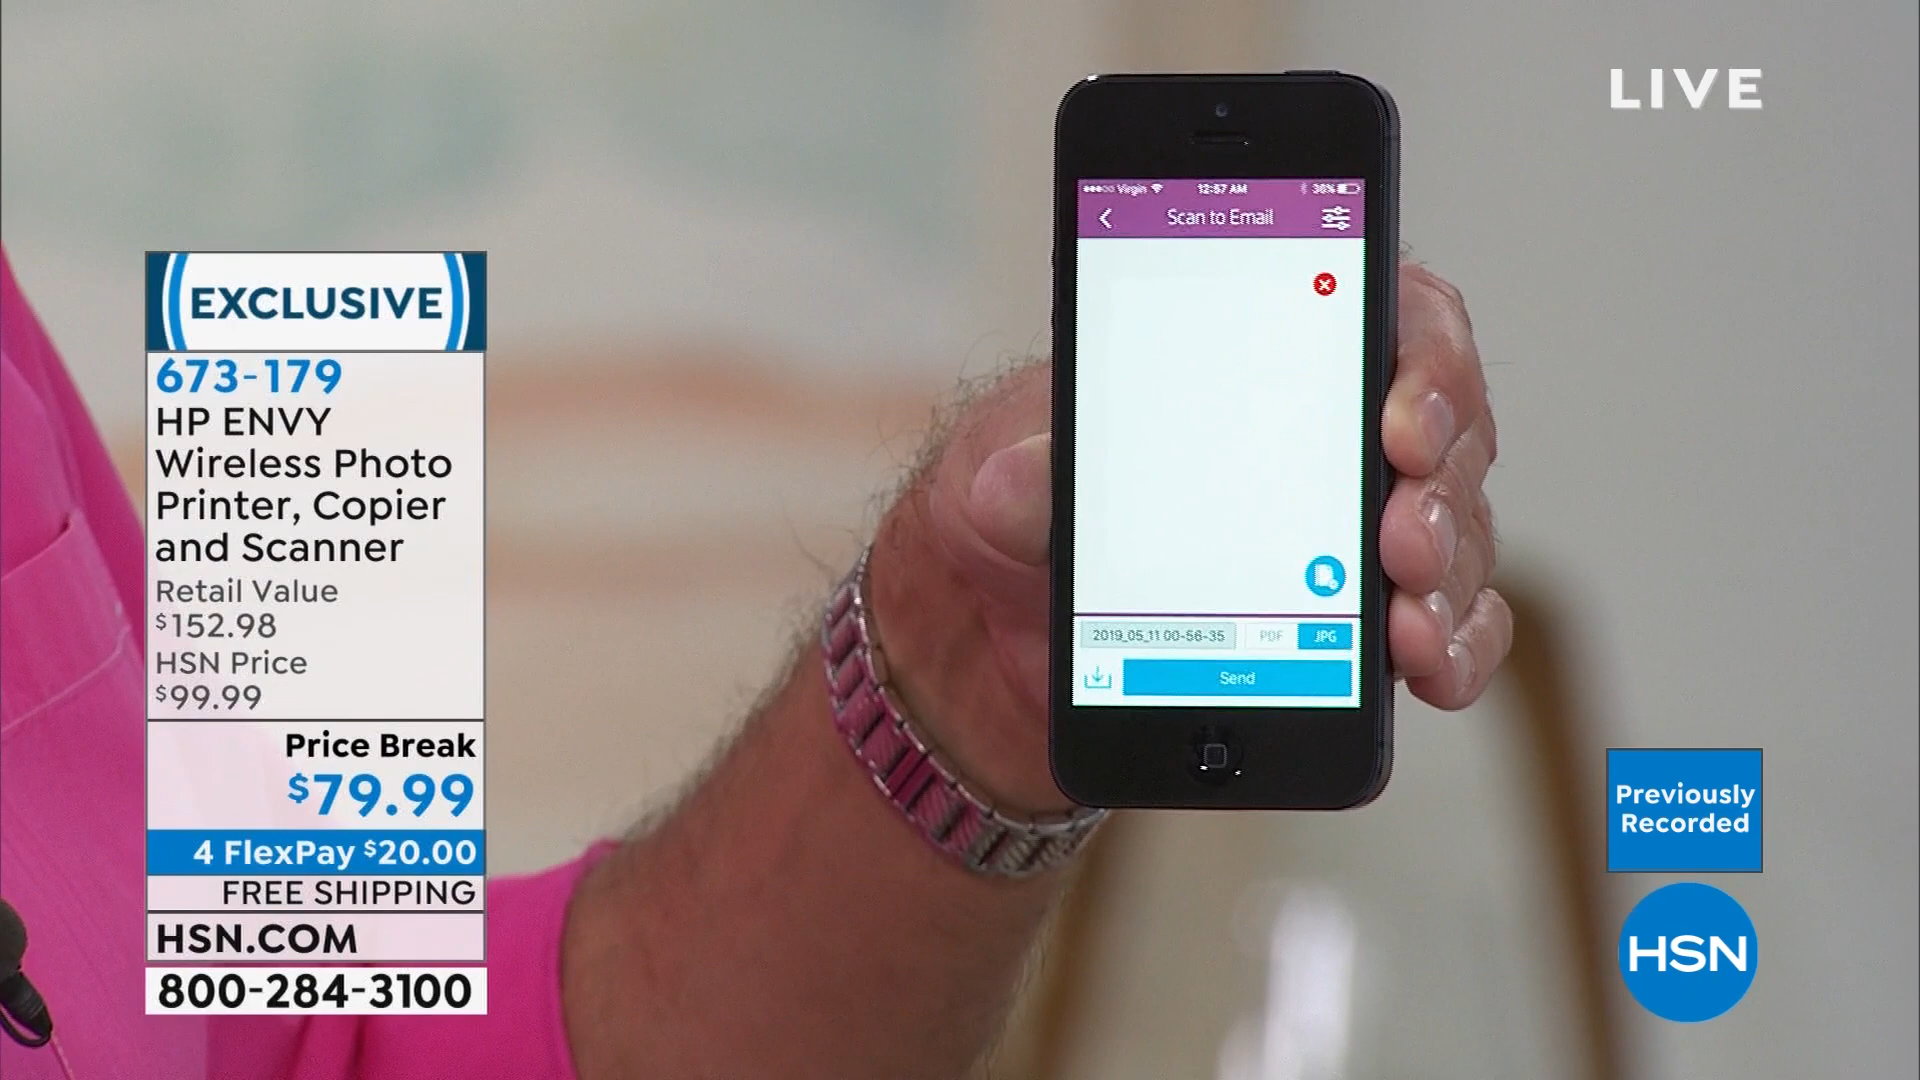 LIVE
EXCLUSIVE
673-179
HP ENVY
Wireless Photo
Printer, Copier
and Scanner
Retail Value
$152.98
HSN Price
$99.99
Price Break
$79.99
4 FlexPay $20.00
FREE SHIPPING
HSN.COM
800-284-3100
Virgin 12:57 AM 36%
Scan to Email
2019_05_11 00-56-35 PDF JPG
Send
Previously
Recorded
HSN